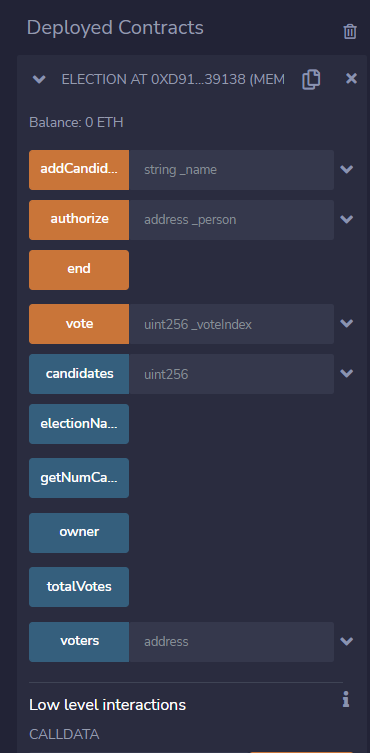 Deployed Contracts
ELECTION AT 0XD91...39138 (MEM
Balance: 0 ETH
addCandid... string _name
authorize address _person
end
vote uint256 _voteIndex
candidates uint256
electionNa...
getNumCa...
owner
totalVotes
voters address
Low level interactions
CALLDATA